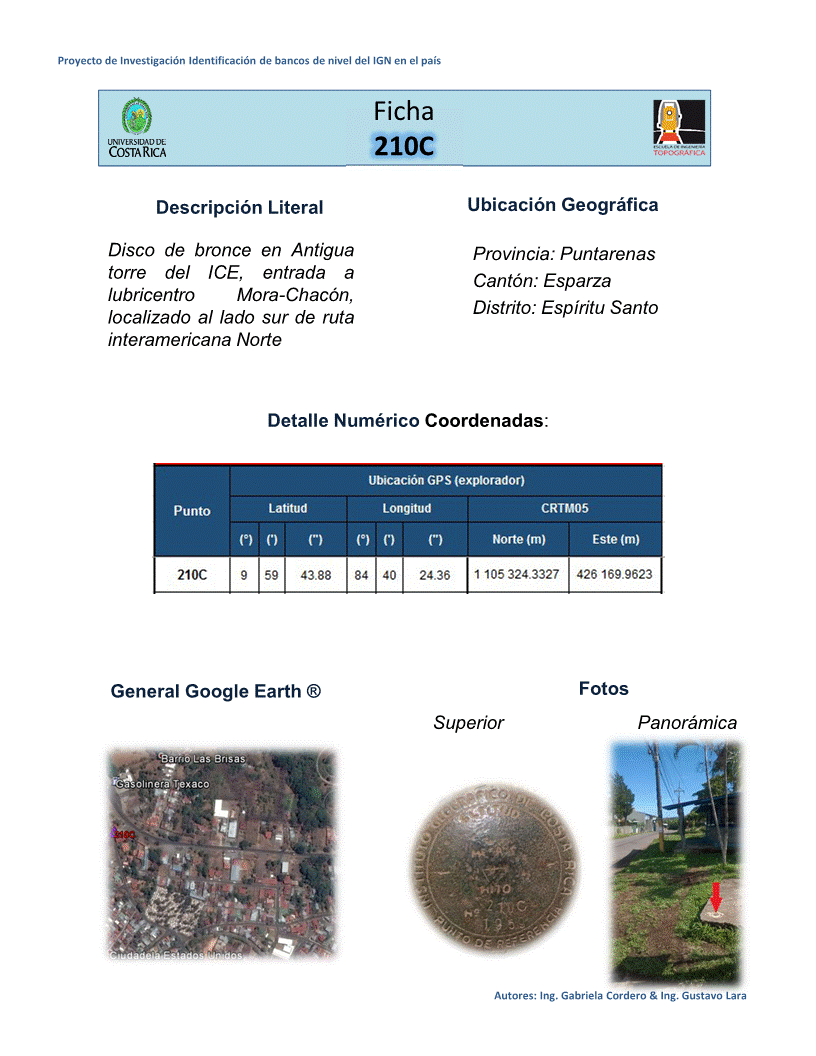 Proyecto de Investigación Identificación de bancos de nivel del IGN en el país
UNIVERSIDAD DE
COSTA RICA
Ficha
210C
ESCUELA DE INGENIERÍA
TOPOGRÁFICA
Descripción Literal
Disco de bronce en Antigua
torre del ICE, entrada a
lubricentro Mora-Chacón,
localizado al lado sur de ruta
interamericana Norte
Ubicación Geográfica
Provincia: Puntarenas
Cantón: Esparza
Distrito: Espíritu Santo
Detalle Numérico Coordenadas:
Punto
Ubicación GPS (explorador)
Latitud Longitud CRTM05
(°) (') (") (°) (') (") Norte (m) Este (m)
210C 9 59 43.88 84 40 24.36 1 105 324.3327 426 169.9623
General Google Earth ®
Fotos
Superior Panorámica
Barrio Las Brisas
Gasolinera Texaco
210C
Ciudadela Estados Unidos
INSTITUTO GEOGRAFICO DE COSTA RICA
HITO
Nº 210C
PUNTO DE REFERENCIA
Autores: Ing. Gabriela Cordero & Ing. Gustavo Lara